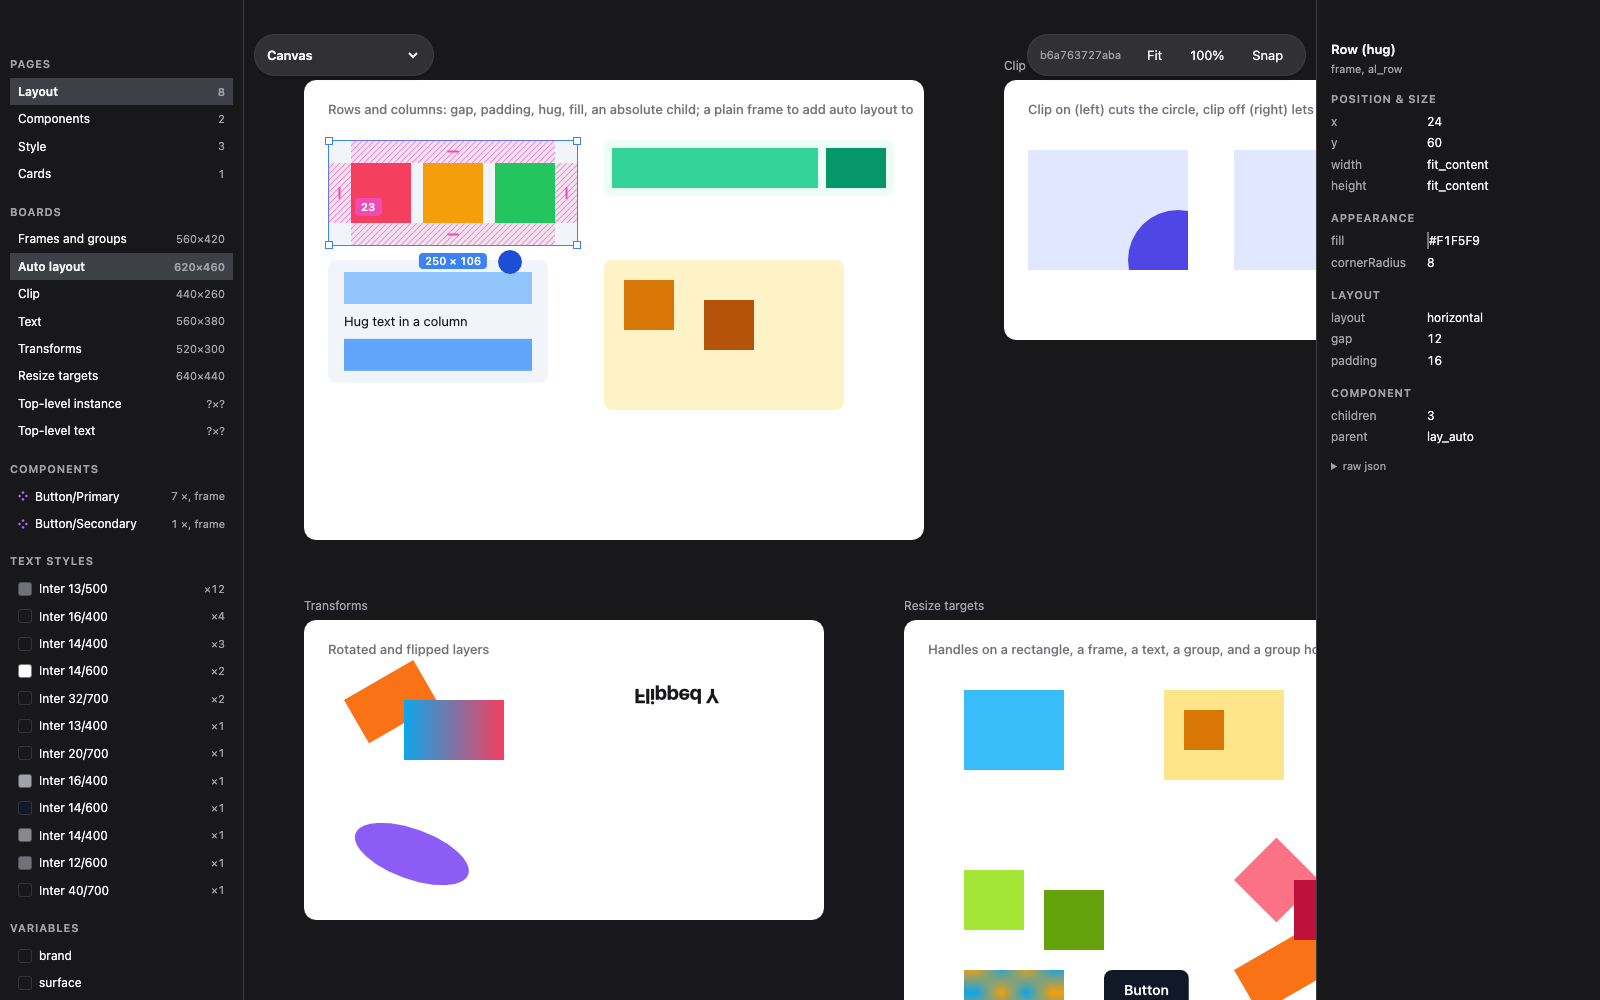 PAGES
Layout 8
Components 2
Style 3
Cards 1
BOARDS
Frames and groups 560×420
Auto layout 620×460
Clip 440×260
Text 560×380
Transforms 520×300
Resize targets 640×440
Top-level instance ?×?
Top-level text ?×?
COMPONENTS
Button/Primary 7 ×, frame
Button/Secondary 1 ×, frame
TEXT STYLES
Inter 13/500 ×12
Inter 16/400 ×4
Inter 14/400 ×3
Inter 14/600 ×2
Inter 32/700 ×2
Inter 13/400 ×1
Inter 20/700 ×1
Inter 16/400 ×1
Inter 14/600 ×1
Inter 14/400 ×1
Inter 12/600 ×1
Inter 40/700 ×1
VARIABLES
brand
surface
Canvas
b6a763727aba Fit 100% Snap
Rows and columns: gap, padding, hug, fill, an absolute child; a plain frame to add auto layout to
23
250 × 106
Hug text in a column
Clip
Clip on (left) cuts the circle, clip off (right) lets
Transforms
Rotated and flipped layers
Flipped Y
Resize targets
Handles on a rectangle, a frame, a text, a group, and a group
Button
Row (hug)
frame, al_row
POSITION & SIZE
x 24
y 60
width fit_content
height fit_content
APPEARANCE
fill #F1F5F9
cornerRadius 8
LAYOUT
layout horizontal
gap 12
padding 16
COMPONENT
children 3
parent lay_auto
raw json